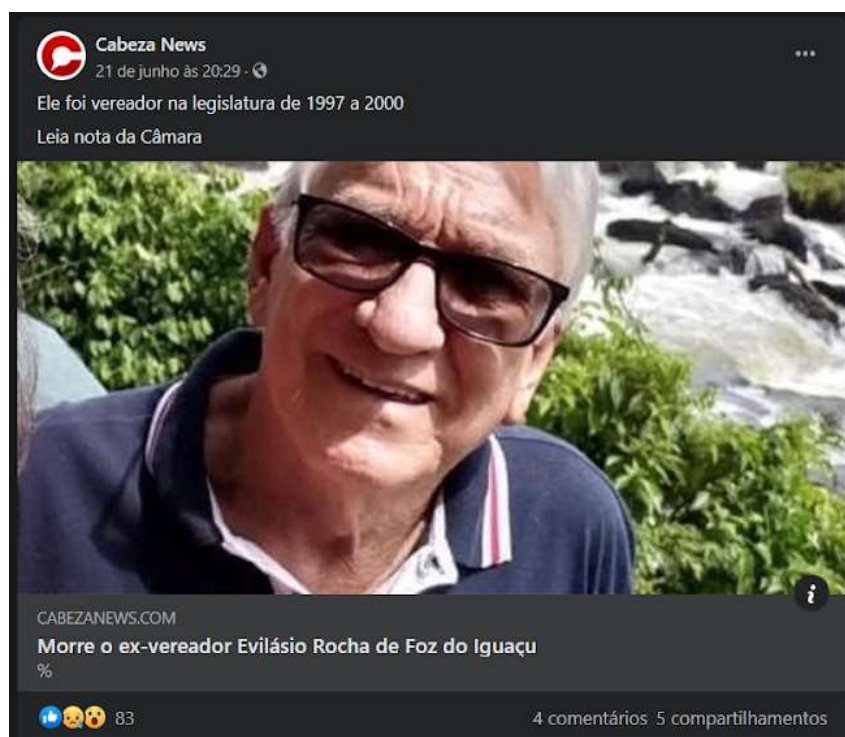 Cabeza News
21 de junho às 20:29 ·
Ele foi vereador na legislatura de 1997 a 2000
Leia nota da Câmara
CABEZANEWS.COM
Morre o ex-vereador Evilásio Rocha de Foz do Iguaçu
%
83
4 comentários 5 compartilhamentos